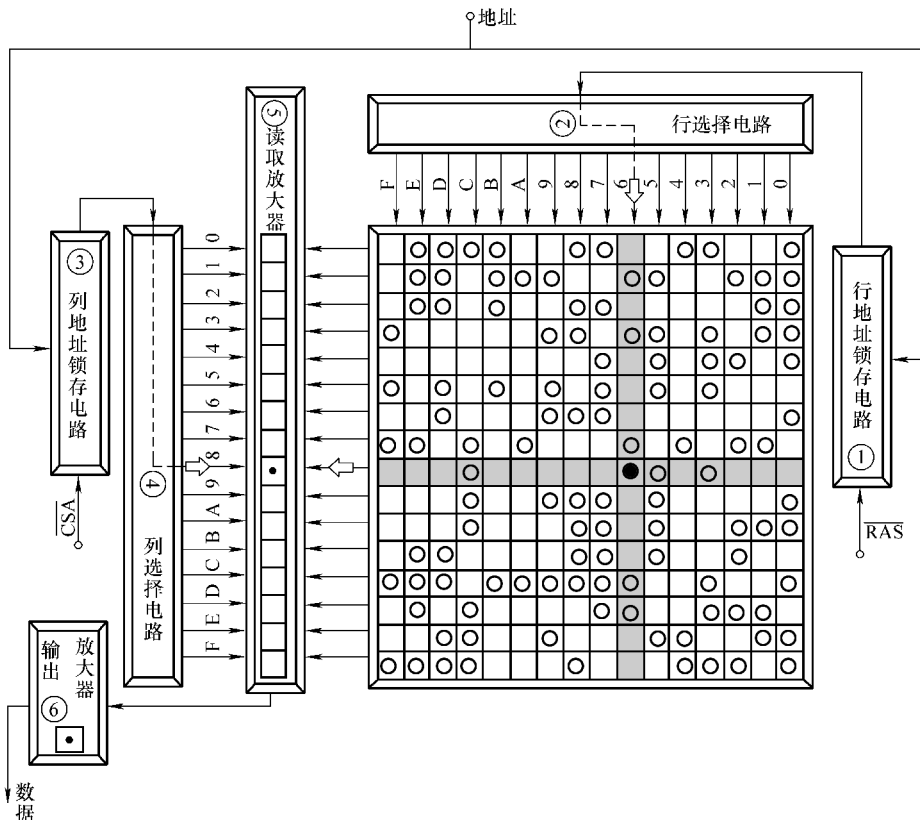 地址
② 行选择电路
F E D C B A 9 8 7 6 5 4 3 2 1 0
⑤ 读取放大器
③ 列地址锁存电路
CSA
④ 列选择电路
0 1 2 3 4 5 6 7 8 9 A B C D E F
行地址锁存电路 ①
RAS
放大器
输出 ⑥
数据